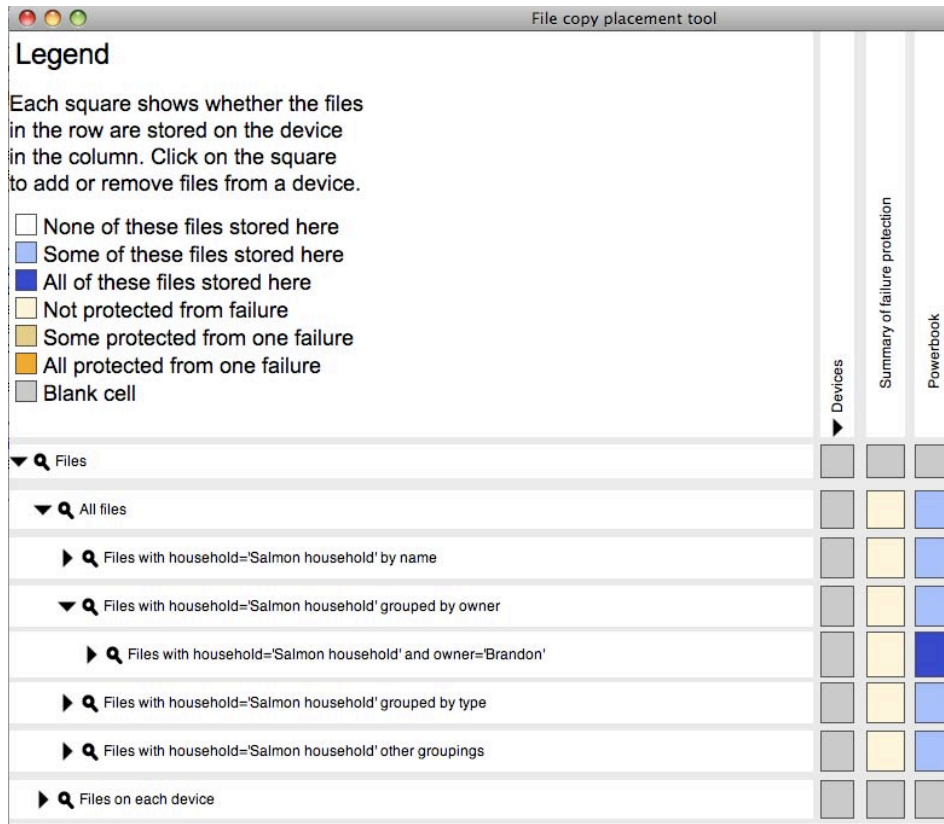 File copy placement tool
Legend
Each square shows whether the files
in the row are stored on the device
in the column. Click on the square
to add or remove files from a device.
None of these files stored here
Some of these files stored here
All of these files stored here
Not protected from failure
Some protected from one failure
All protected from one failure
Blank cell
Devices
Summary of failure protection
Powerbook
Files
All files
Files with household='Salmon household' by name
Files with household='Salmon household' grouped by owner
Files with household='Salmon household' and owner='Brandon'
Files with household='Salmon household' grouped by type
Files with household='Salmon household' other groupings
Files on each device